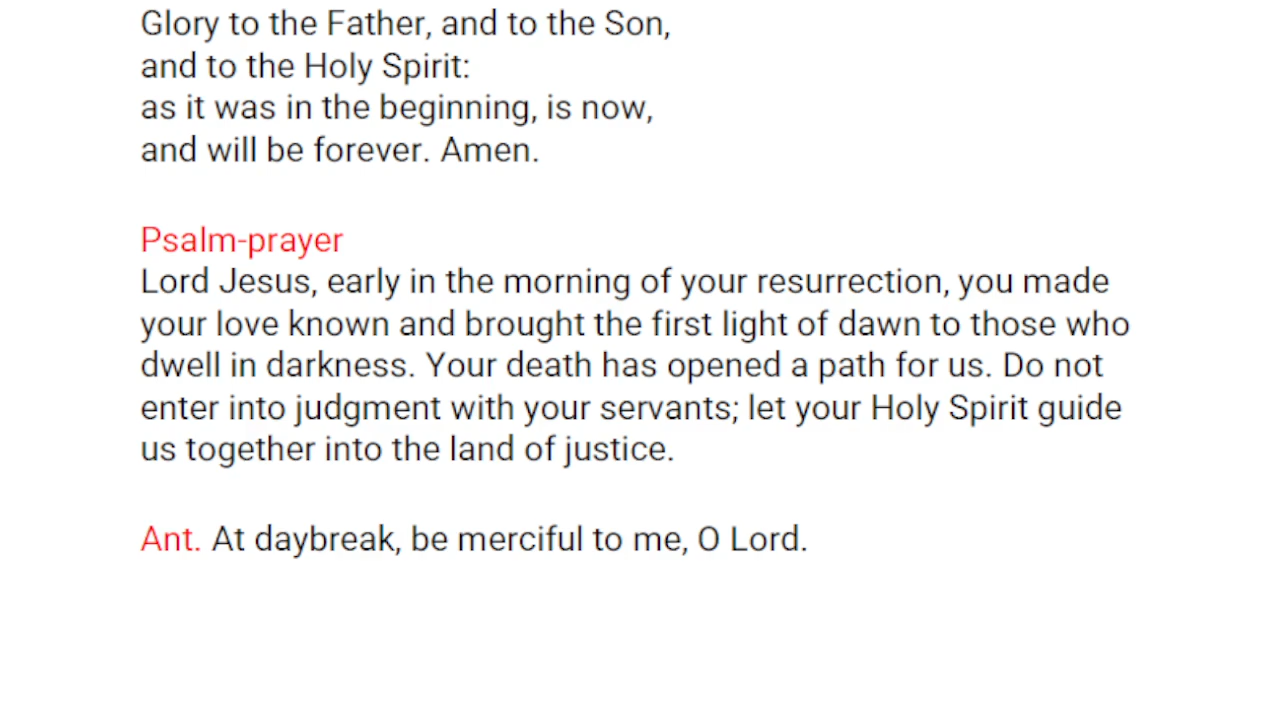 Glory to the Father, and to the Son,
and to the Holy Spirit:
as it was in the beginning, is now,
and will be forever. Amen.
Psalm-prayer
Lord Jesus, early in the morning of your resurrection, you made
your love known and brought the first light of dawn to those who
dwell in darkness. Your death has opened a path for us. Do not
enter into judgment with your servants; let your Holy Spirit guide
us together into the land of justice.
Ant. At daybreak, be merciful to me, O Lord.